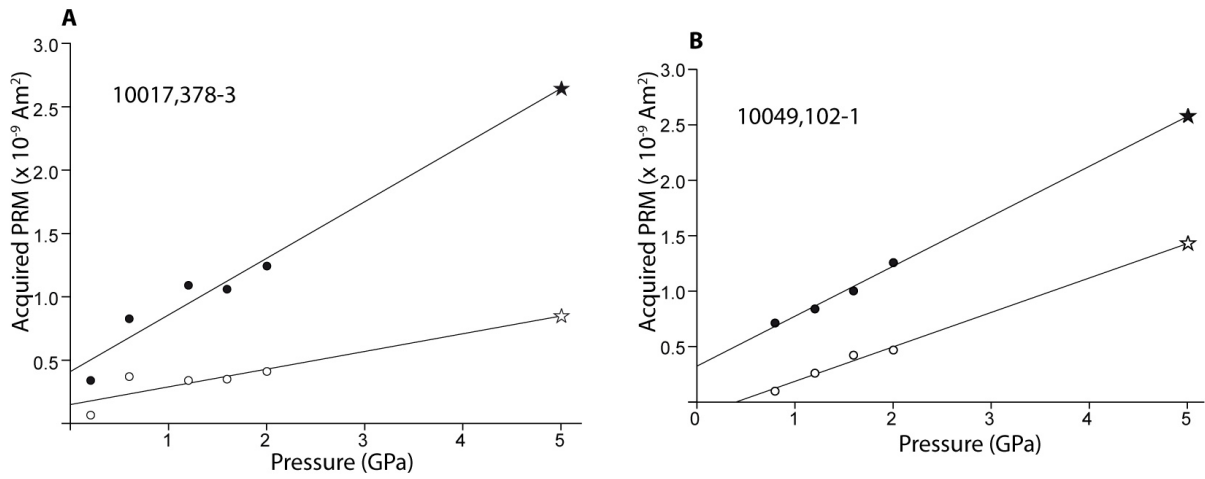 A
Acquired PRM (x 10⁻⁹ Am²)
3.0
2.5
2.0
1.5
1.0
0.5
10017,378-3
1 2 3 4 5
Pressure (GPa)
B
Acquired PRM (x 10⁻⁹ Am²)
3.0
2.5
2.0
1.5
1.0
0.5
10049,102-1
0 1 2 3 4 5
Pressure (GPa)